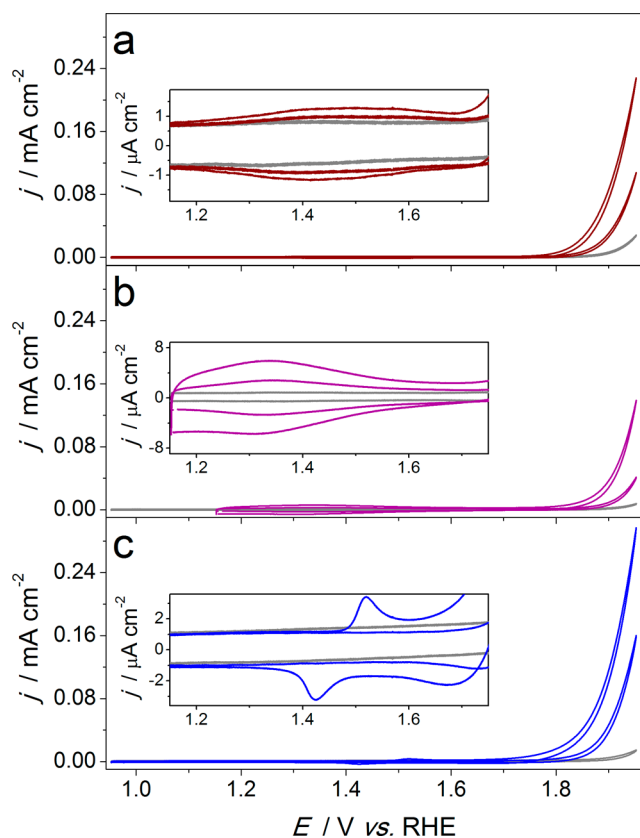 a
0.24
0.16
0.08
0.00
j / mA cm⁻²
1
0
-1
j / μA cm⁻²
1.2 1.4 1.6
b
0.24
0.16
0.08
0.00
j / mA cm⁻²
8
0
-8
j / μA cm⁻²
1.2 1.4 1.6
c
0.24
0.16
0.08
0.00
j / mA cm⁻²
2
0
-2
j / μA cm⁻²
1.2 1.4 1.6
1.0 1.2 1.4 1.6 1.8
E / V vs. RHE